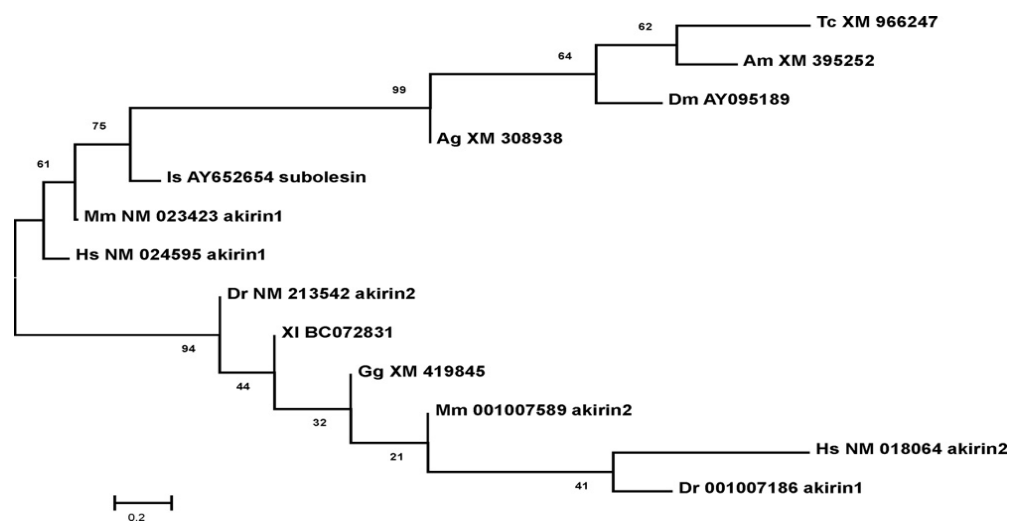 Tc XM 966247
62
Am XM 395252
64
Dm AY095189
99
Ag XM 308938
75
Is AY652654 subolesin
61
Mm NM 023423 akirin1
Hs NM 024595 akirin1
Dr NM 213542 akirin2
Xl BC072831
94
Gg XM 419845
44
Mm 001007589 akirin2
32
Hs NM 018064 akirin2
21
41
Dr 001007186 akirin1
0.2